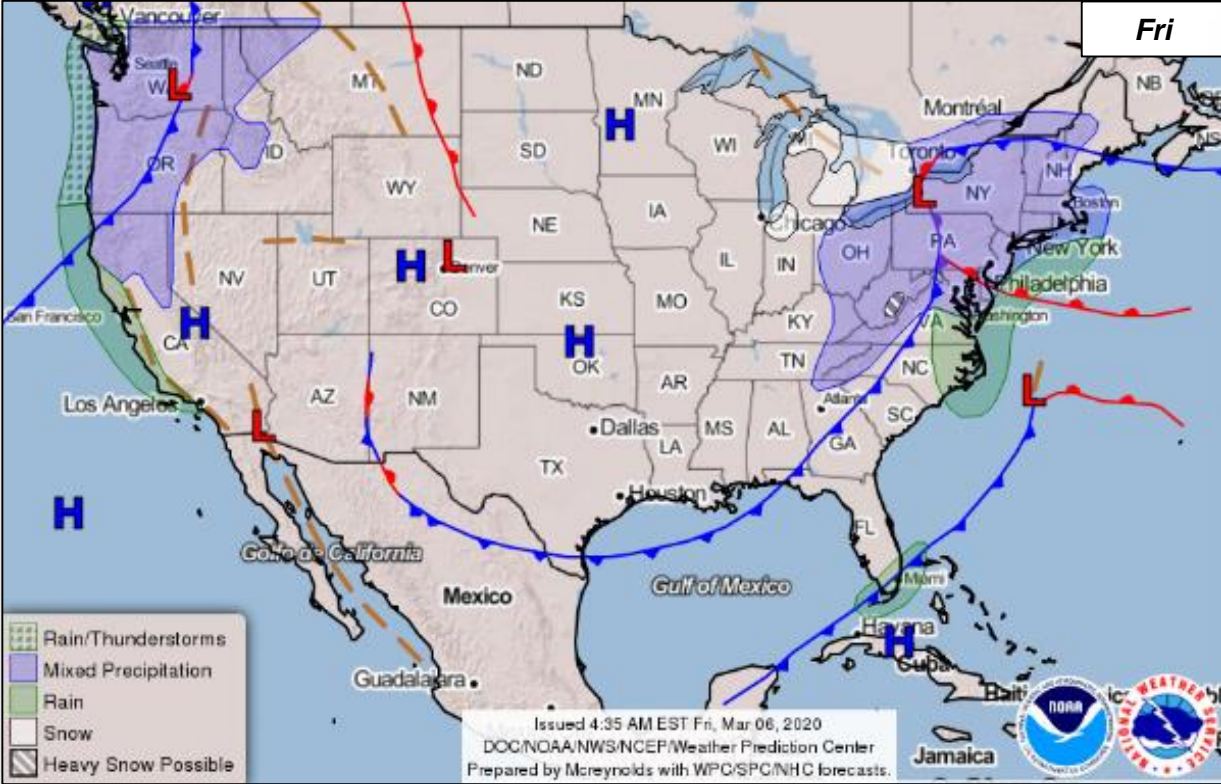 Fri
Vancouver
Seattle
WA
MT
ND
MN
NB
Montréal
OR
ID
SD
WI
MI
Toronto
NH
WY
NY
Boston
IA
Chicago
NE
PA
New York
NV
UT
Denver
IL
IN
OH
Philadelphia
CO
San Francisco
KS
MO
Washington
CA
KY
VA
TN
NC
OK
AR
Los Angeles
AZ
NM
Atlanta
SC
Dallas
MS
AL
GA
LA
TX
Houston
FL
Golfo de California
Gulf of Mexico
Miami
Mexico
Havana
Cuba
Guadalajara
H
H
H
H
H
H
L
L
L
L
L
Rain/Thunderstorms
Mixed Precipitation
Rain
Snow
Heavy Snow Possible
Issued 4:35 AM EST Fri, Mar 06, 2020
DOC/NOAA/NWS/NCEP/Weather Prediction Center
Prepared by Mcreynolds with WPC/SPC/NHC forecasts.
Jamaica
NOAA
NATIONAL WEATHER SERVICE